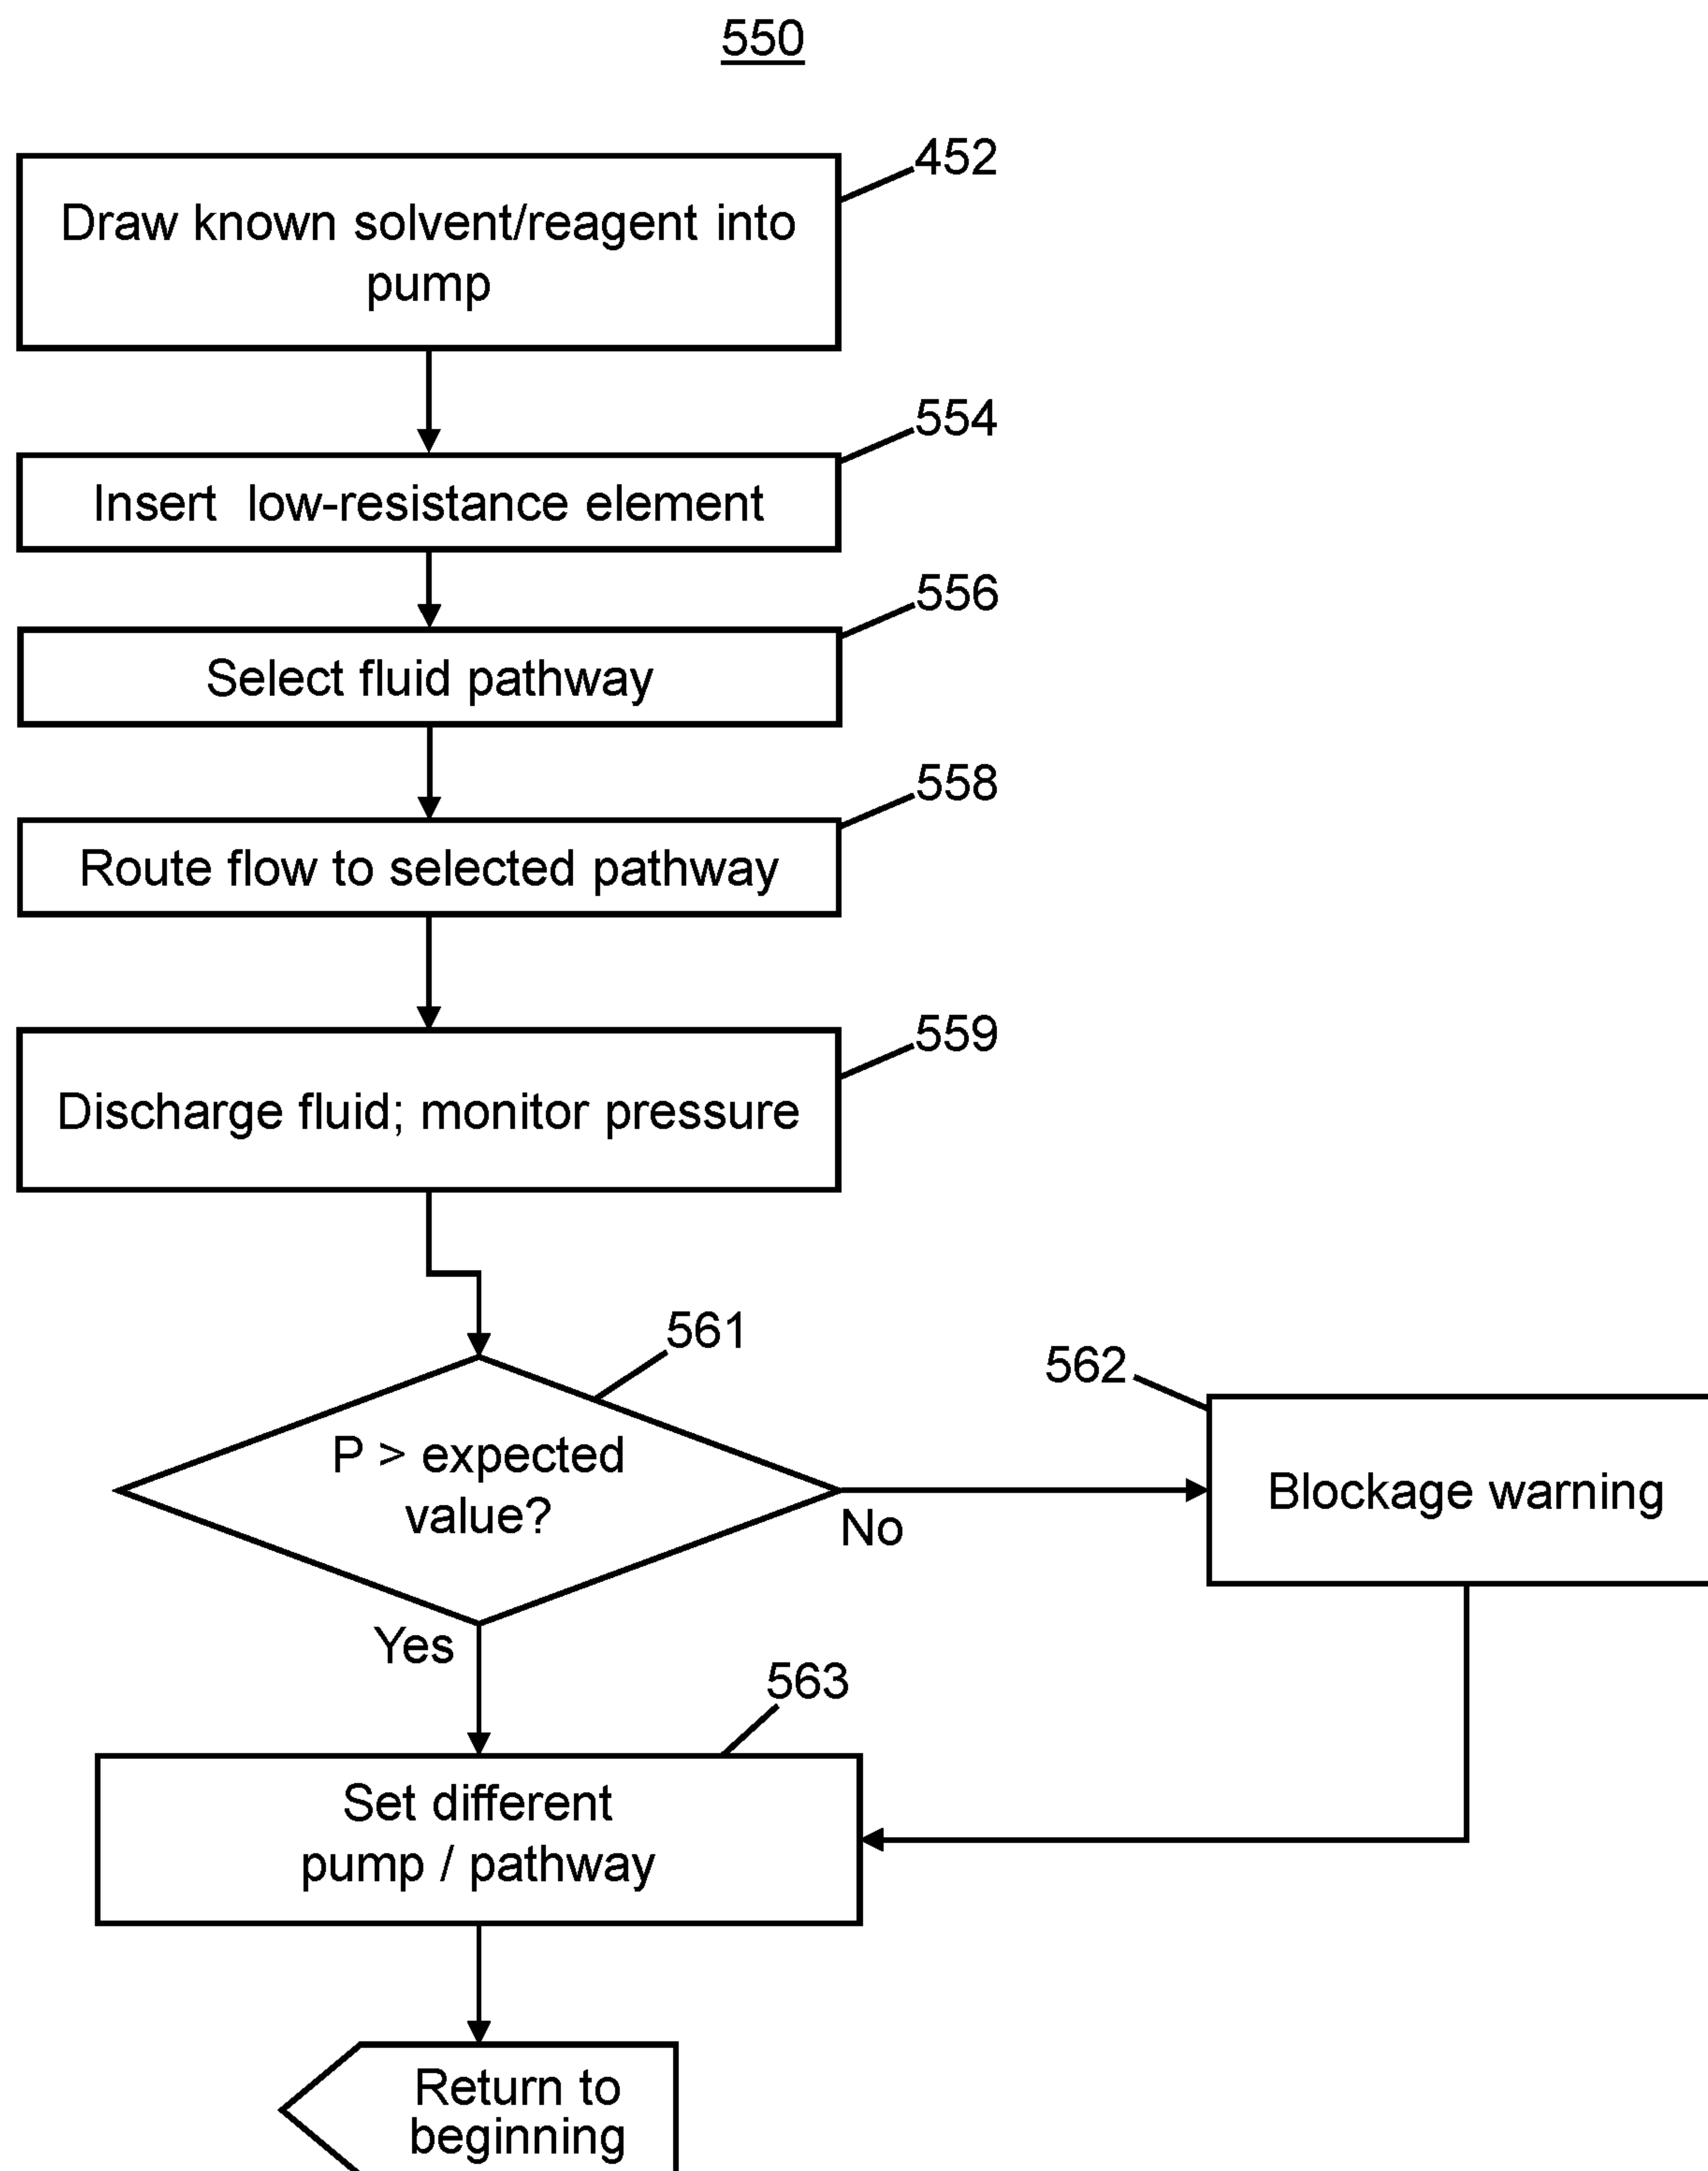 550
452
Draw known solvent/reagent into
pump
554
Insert low-resistance element
556
Select fluid pathway
558
Route flow to selected pathway
559
Discharge fluid; monitor pressure
561
P > expected
value?
No
562
Blockage warning
Yes
563
Set different
pump / pathway
Return to
beginning